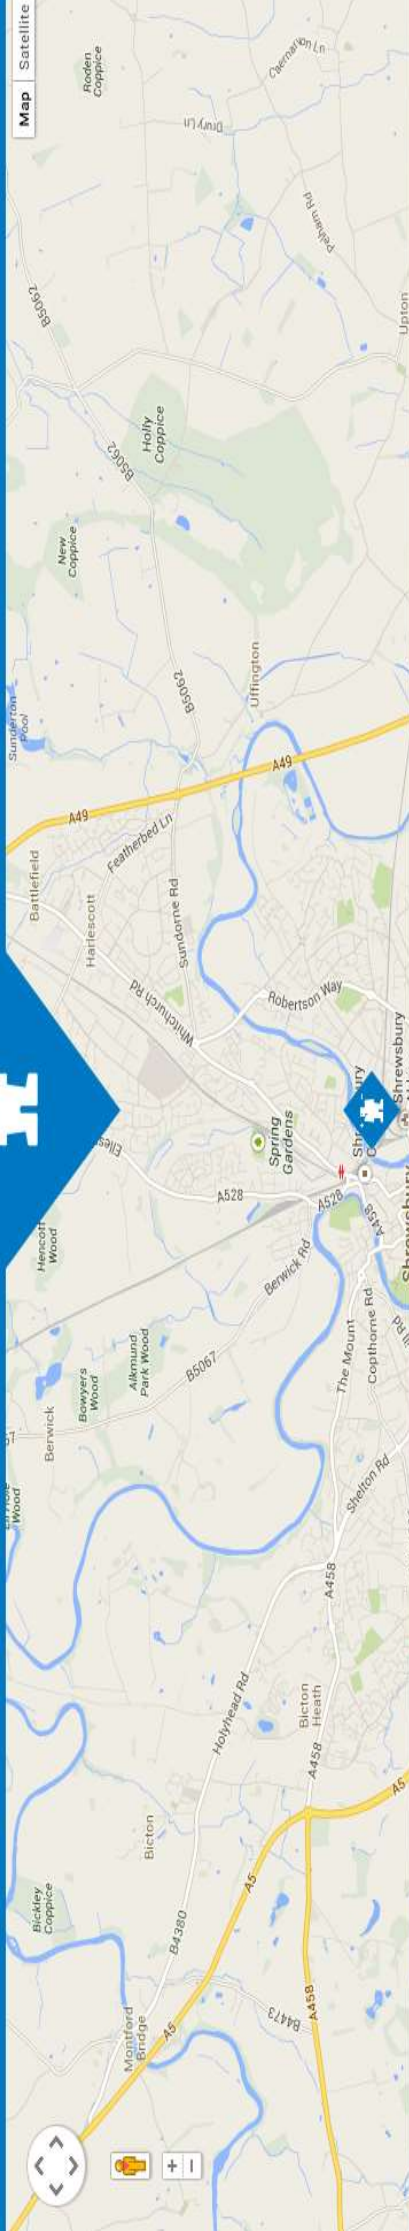 Map
Satellite
Roden
Coppice
Caernarvon Ln
Drury Ln
Pelham Rd
Upton
B5062
B5062
Holly
Coppice
New
Coppice
B5062
Uffington
Sunderton
Pool
A49
A49
Featherbed Ln
Battlefield
Harlescott
Sundorne Rd
Whitchurch Rd
Robertson Way
Shrewsbury
Spring
Gardens
A528
A528
A458
Hencott
Wood
Berwick Rd
B5067
Alkmund
Park Wood
Bowyers
Wood
Berwick
Wood
The Mount
Copthorne Rd
Shelton Rd
A458
Holyhead Rd
Bicton
Heath
A458
A5
Bicton
A5
B4380
Bickley
Coppice
Montford
Bridge
A5
B4473
A458